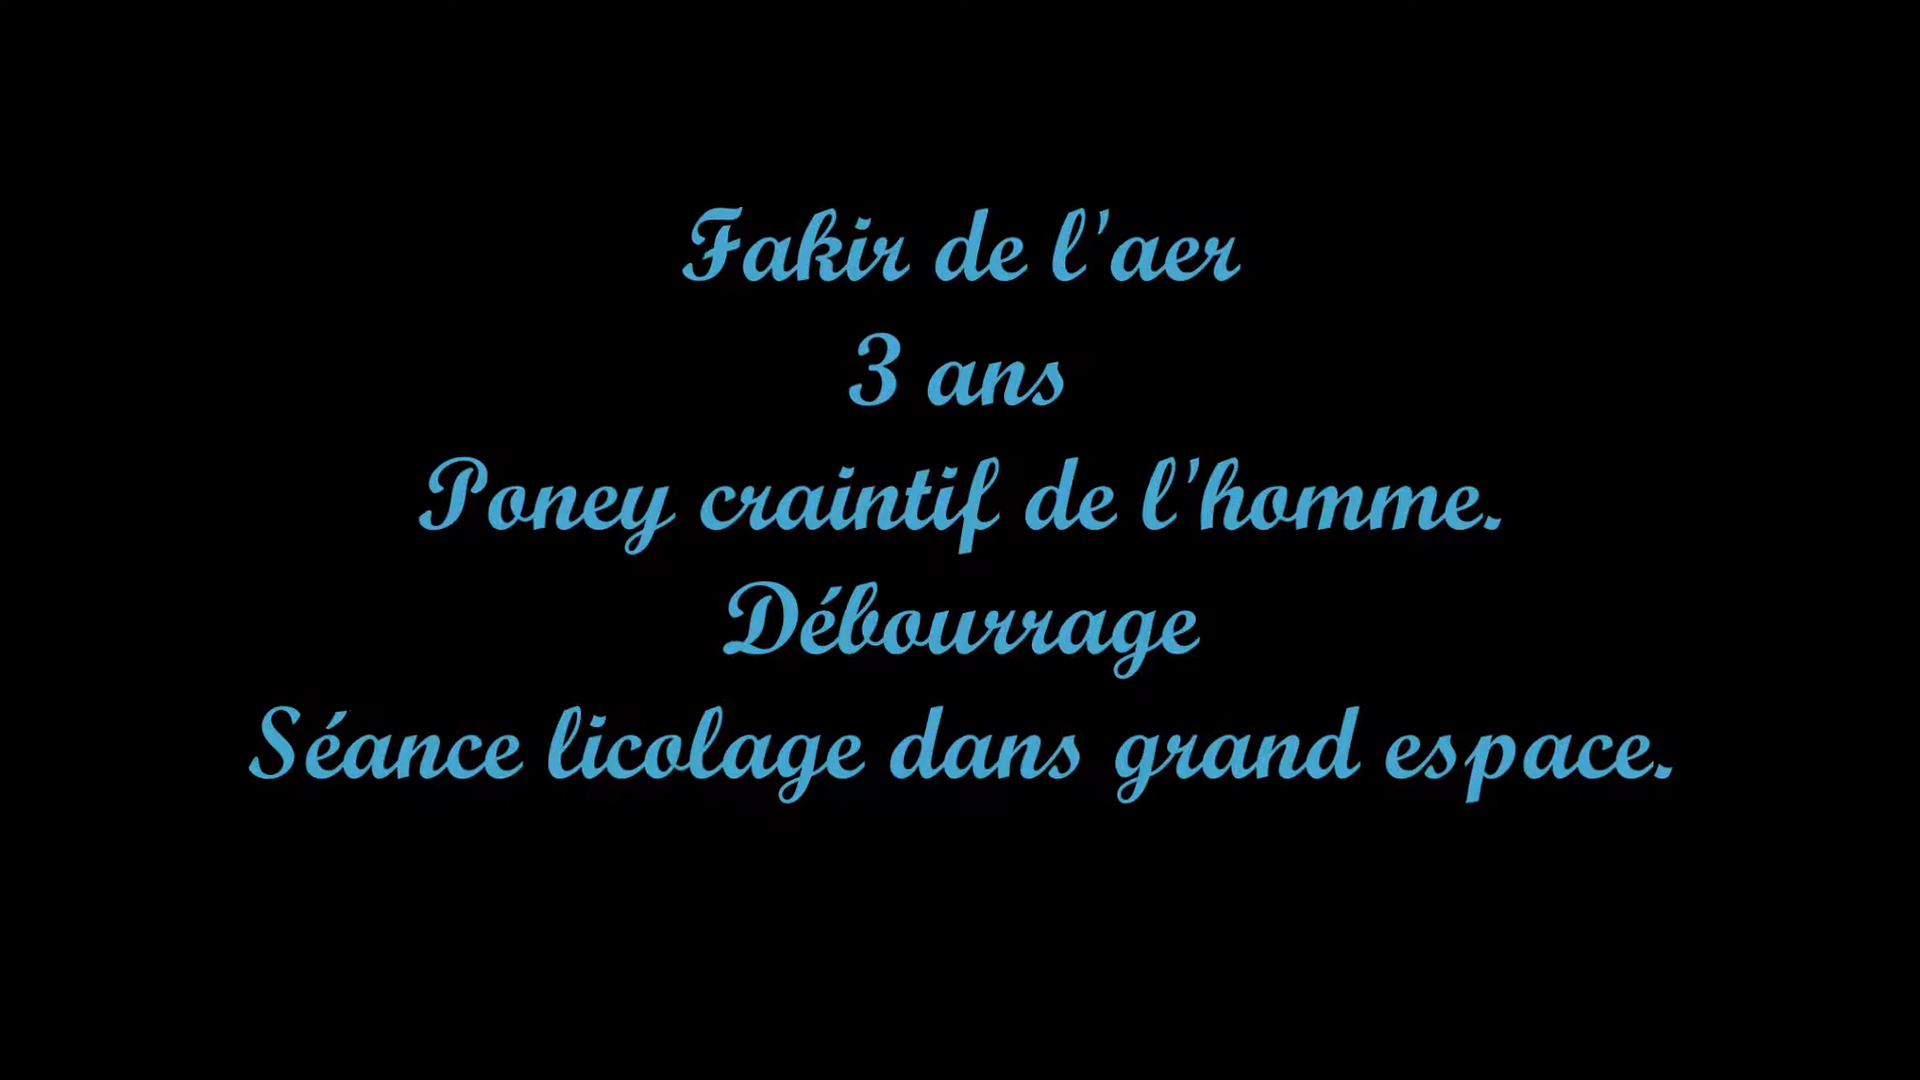 Fakir de l'aer
3 ans
Poney craintif de l'homme.
Débourrage
Séance licolage dans grand espace.